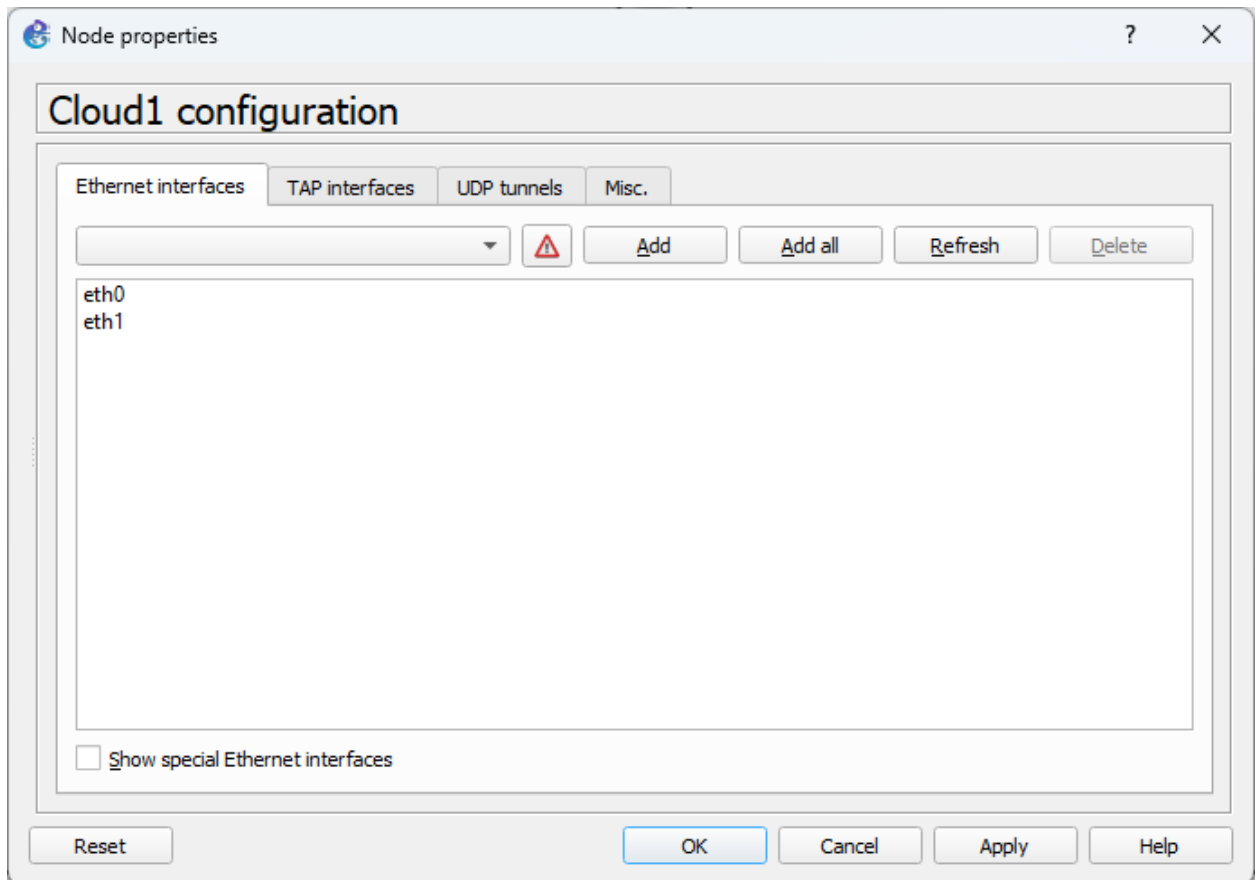 Node properties
?
Cloud1 configuration
Ethernet interfaces
TAP interfaces
UDP tunnels
Misc.
Add
Add all
Refresh
Delete
eth0
eth1
Show special Ethernet interfaces
Reset
OK
Cancel
Apply
Help